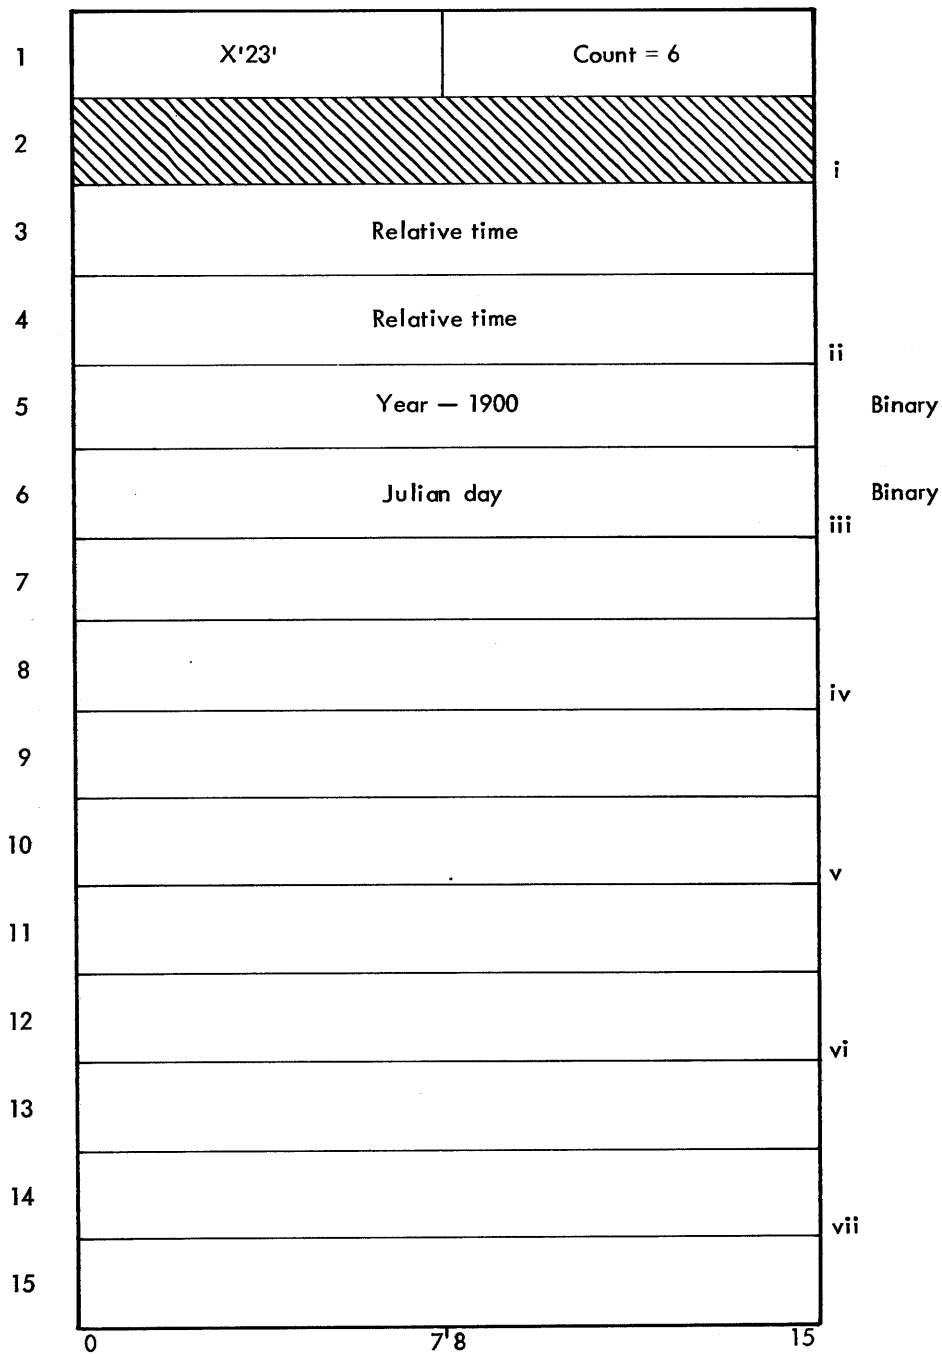 1 X'23' Count = 6
2
i
3 Relative time
4 Relative time
ii
5 Year — 1900 Binary
6 Julian day Binary
iii
7
8
iv
9
10
v
11
12
vi
13
14
vii
15
0 7'8 15